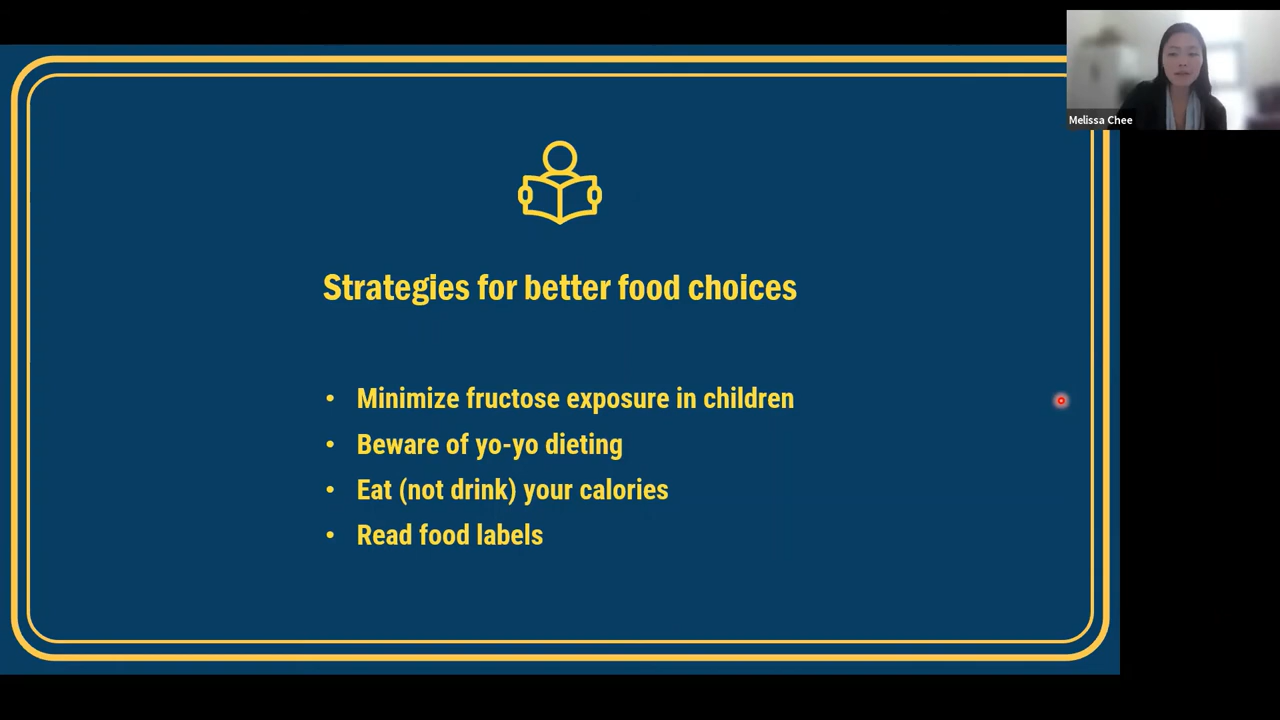 Melissa Chee
Strategies for better food choices
• Minimize fructose exposure in children
• Beware of yo-yo dieting
• Eat (not drink) your calories
• Read food labels